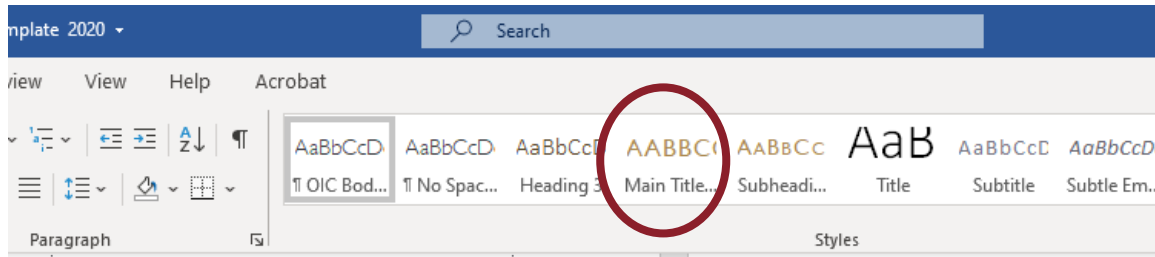 mplate 2020
Search
view View Help Acrobat
AaBbCcD AaBbCcD AaBbCcD AABBC AABBCC AaB AaBbCcD AaBbCcD
¶ OIC Bod... ¶ No Spac... Heading 3 Main Title... Subheadi... Title Subtitle Subtle Em...
Paragraph Styles